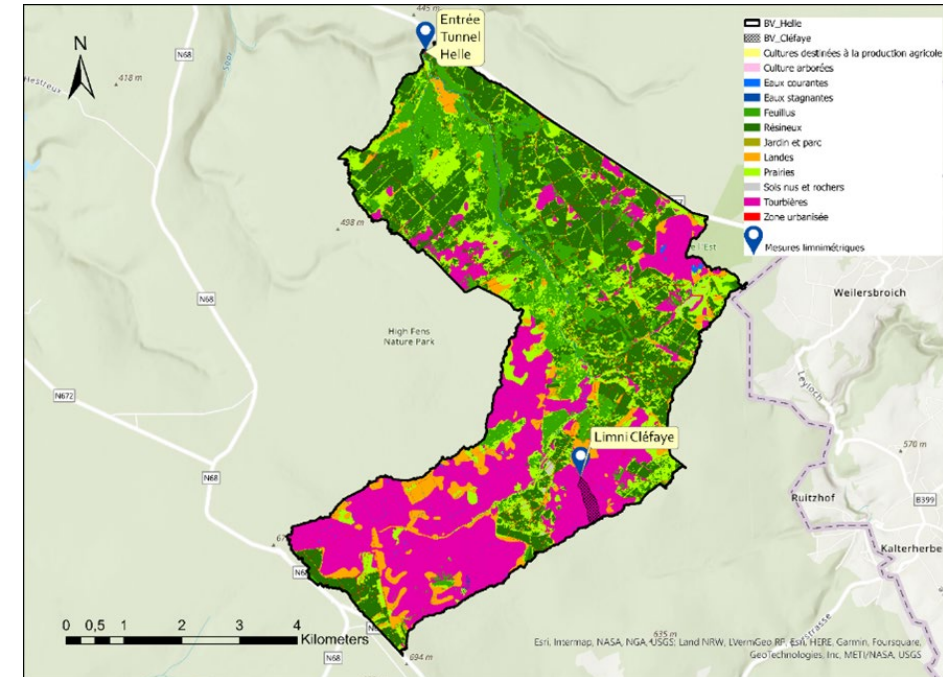 N
445 m
Entrée
Tunnel
Helle
N68
418 m
Hestreux
Soor
498 m
High Fens
Nature Park
N68
N672
N68
N68
694 m
635 m
Limni Cléfaye
Weilersbroich
Leyloch
570 m
Ruitzhof
B399
Kalterherbe
BV_Helle
BV_Cléfaye
Cultures destinées à la production agricole
Culture arborées
Eaux courantes
Eaux stagnantes
Feuillus
Résineux
Jardin et parc
Landes
Prairies
Sols nus et rochers
Tourbières
Zone urbanisée
Mesures limnimétriques
0 0,5 1 2 3 4
Kilometers
Esri, Intermap, NASA, NGA, USGS; Land NRW, LVermGeo RP, Esri, HERE, Garmin, Foursquare,
GeoTechnologies, Inc, METI/NASA, USGS